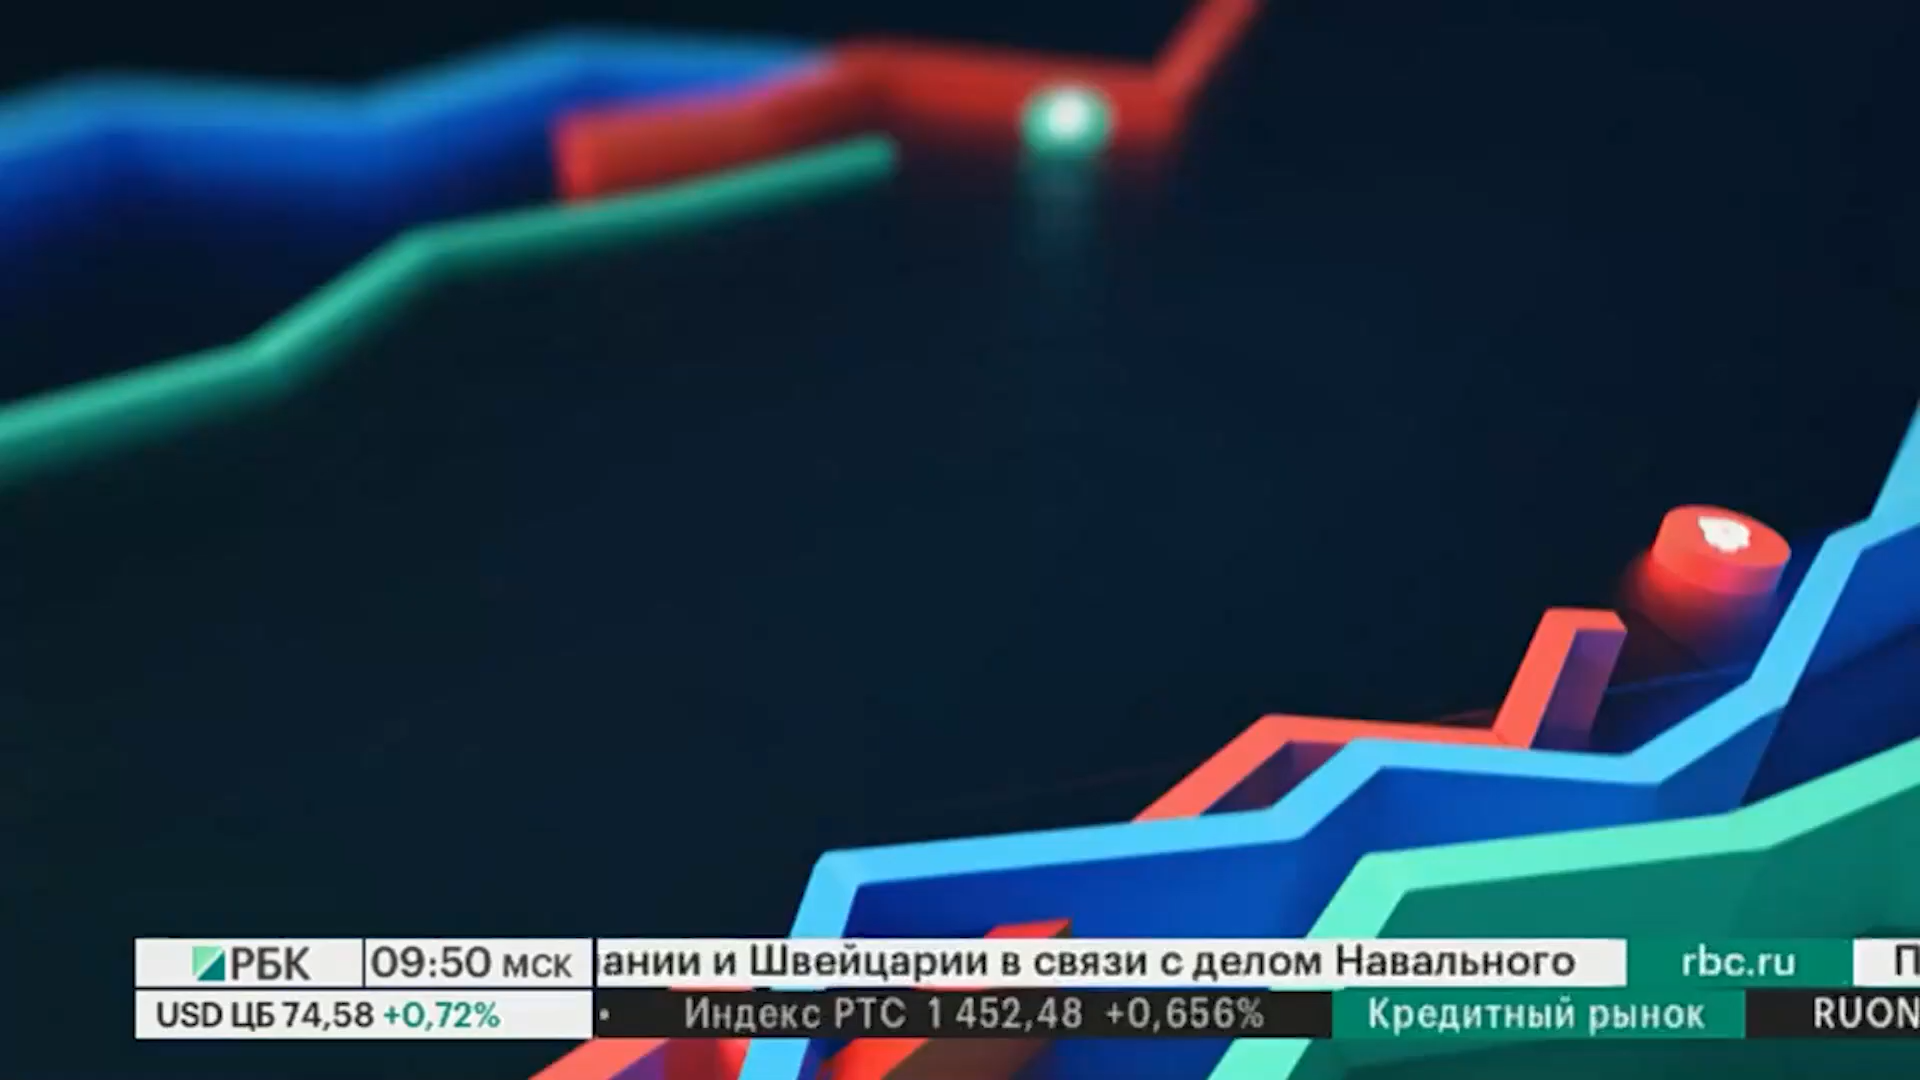 РБК 09:50 МСК ании и Швейцарии в связи с делом Навального rbc.ru П
USD ЦБ 74,58 +0,72% • Индекс РТС 1 452,48 +0,656% Кредитный рынок RUON